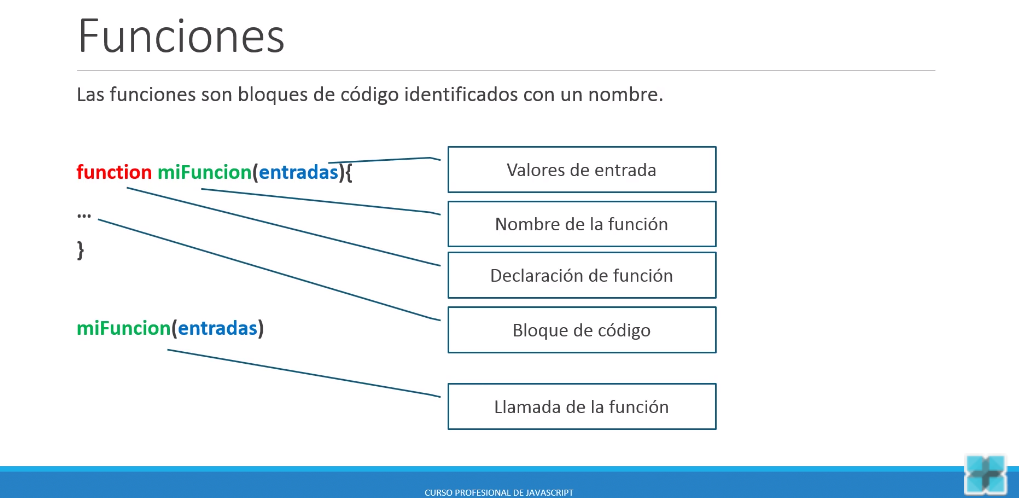 Funciones
Las funciones son bloques de código identificados con un nombre.
function miFuncion(entradas){
...
}
miFuncion(entradas)
Valores de entrada
Nombre de la función
Declaración de función
Bloque de código
Llamada de la función
CURSO PROFESIONAL DE JAVASCRIPT